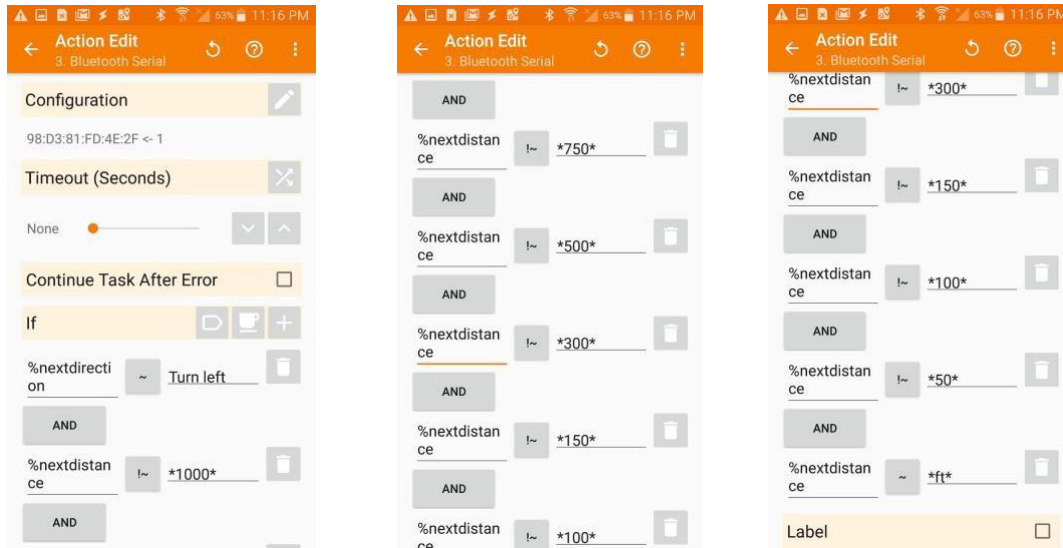 63% 11:16 PM
Action Edit
3. Bluetooth Serial
Configuration
98:D3:81:FD:4E:2F <- 1
Timeout (Seconds)
None
Continue Task After Error
If
%nextdirecti
on
~ Turn left
AND
%nextdistan
ce
!~ *1000*
AND
63% 11:16 PM
Action Edit
3. Bluetooth Serial
AND
%nextdistan
ce
!~ *750*
AND
%nextdistan
ce
!~ *500*
AND
%nextdistan
ce
!~ *300*
AND
%nextdistan
ce
!~ *150*
AND
%nextdistan
ce
!~ *100*
63% 11:16 PM
Action Edit
3. Bluetooth Serial
%nextdistan
ce
!~ *300*
AND
%nextdistan
ce
!~ *150*
AND
%nextdistan
ce
!~ *100*
AND
%nextdistan
ce
!~ *50*
AND
%nextdistan
ce
~ *ft*
Label